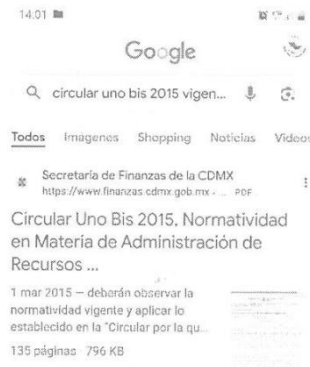 14:01
Google
circular uno bis 2015 vigen...
Todos Imagenes Shopping Noticias Videos
Secretaría de Finanzas de la CDMX
https://www.finanzas.cdmx.gob.mx › ... PDF
Circular Uno Bis 2015. Normatividad
en Materia de Administración de
Recursos ...
1 mar 2015 — deberán observar la
normatividad vigente y aplicar lo
establecido en la "Circular por la qu...
135 páginas · 796 KB